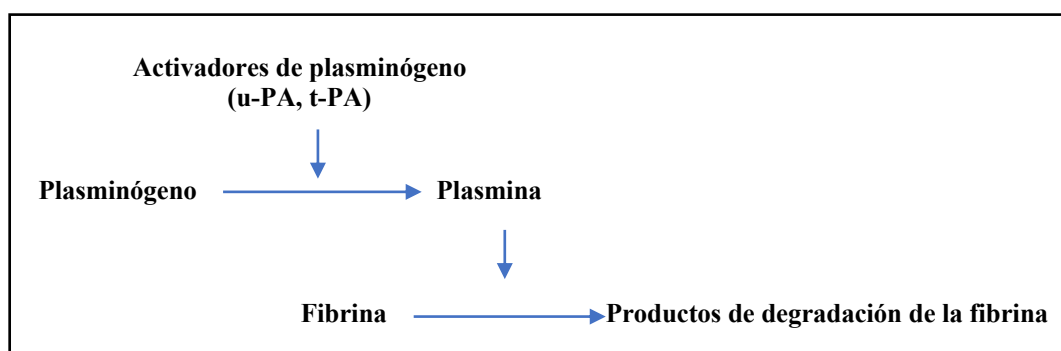 Activadores de plasminógeno
(u-PA, t-PA)
Plasminógeno
Plasmina
Fibrina
Productos de degradación de la fibrina